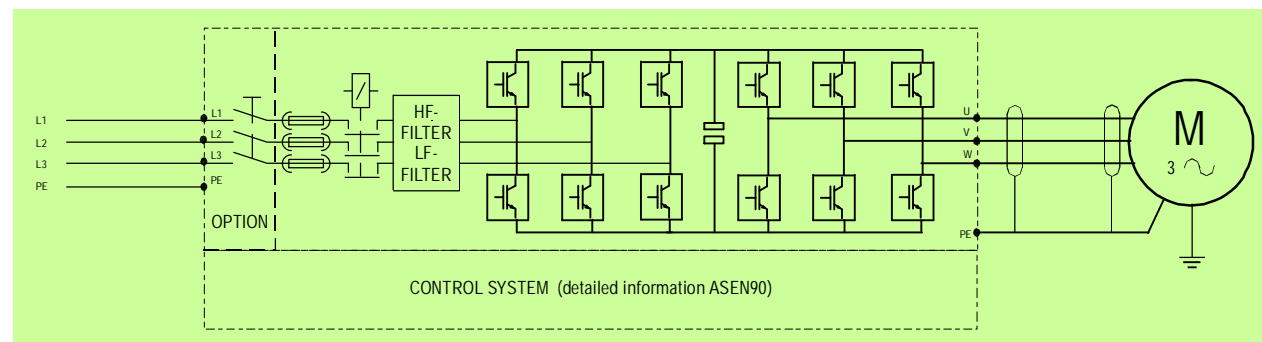 L1
L2
L3
PE
L1
L2
L3
PE
OPTION
HF-
FILTER
LF-
FILTER
U
V
W
PE
M
3
CONTROL SYSTEM (detailed information ASEN90)